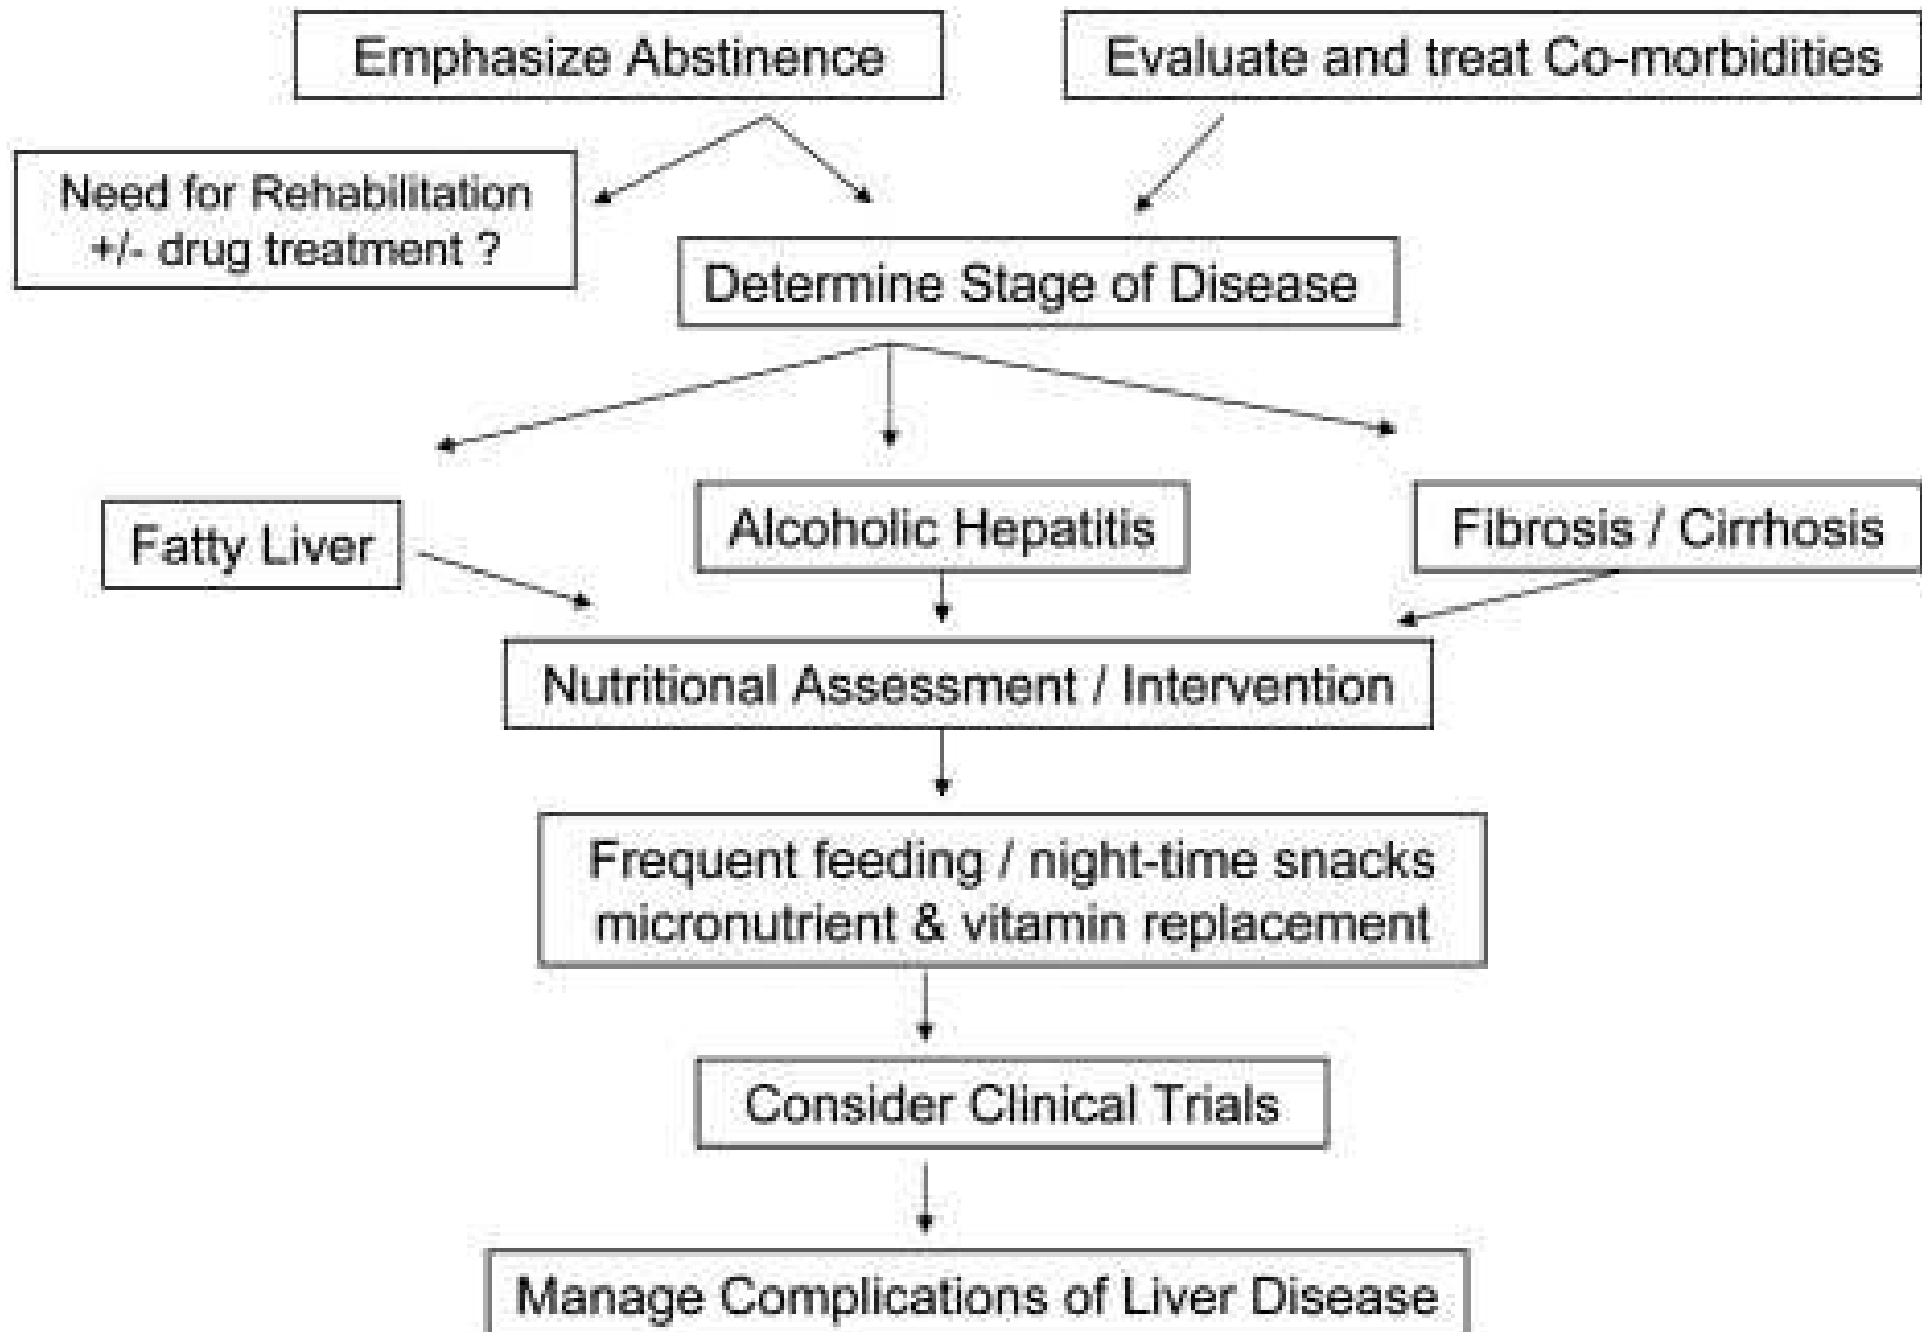 Emphasize Abstinence
Evaluate and treat Co-morbidities
Need for Rehabilitation
+/- drug treatment ?
Determine Stage of Disease
Fatty Liver
Alcoholic Hepatitis
Fibrosis / Cirrhosis
Nutritional Assessment / Intervention
Frequent feeding / night-time snacks
micronutrient & vitamin replacement
Consider Clinical Trials
Manage Complications of Liver Disease